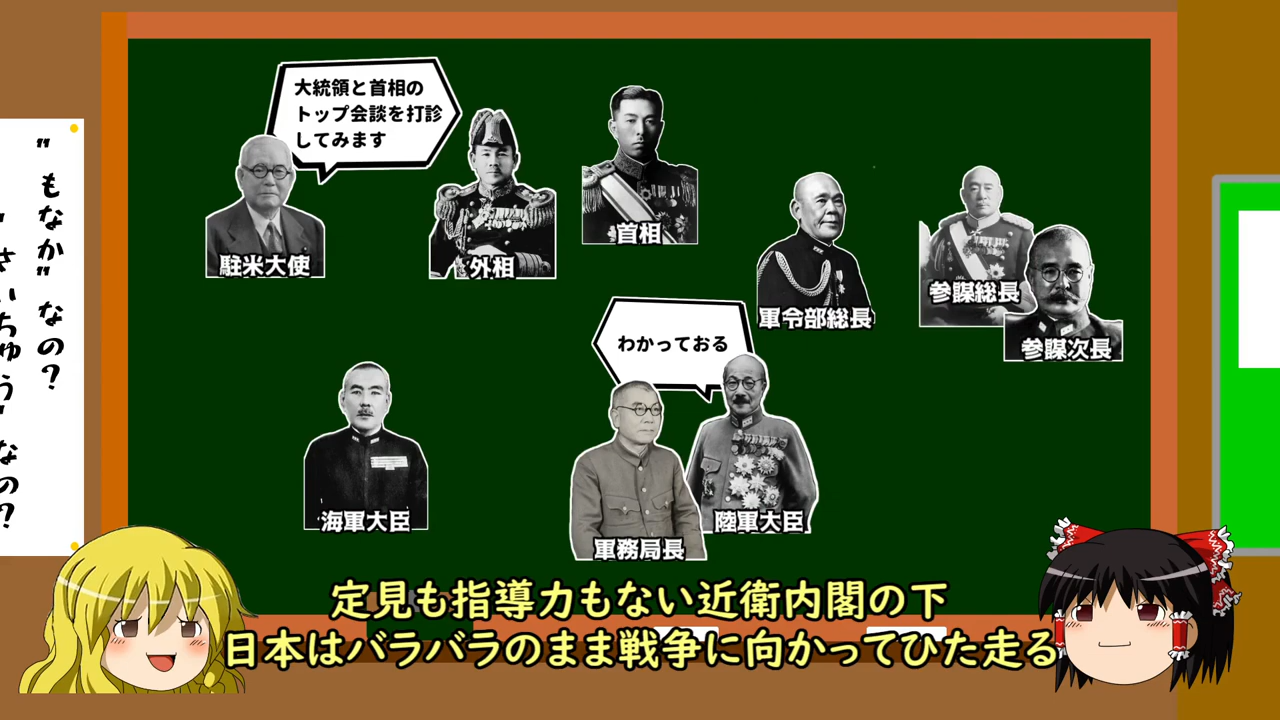 "もなか"なの?
"さいちゅう"なの?
大統領と首相の
トップ会談を打診
してみます
駐米大使
外相
首相
軍令部総長
参謀総長
参謀次長
わかっておる
海軍大臣
軍務局長
陸軍大臣
定見も指導力もない近衛内閣の下
日本はバラバラのまま戦争に向かってひた走る